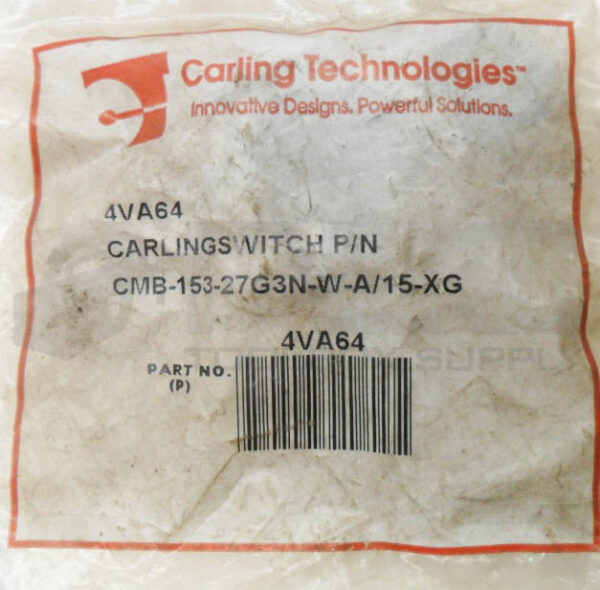 Carling Technologies™
Innovative Designs. Powerful Solutions.
4VA64
CARLINGSWITCH P/N
CMB-153-27G3N-W-A/15-XG
4VA64
PART NO.
(P)